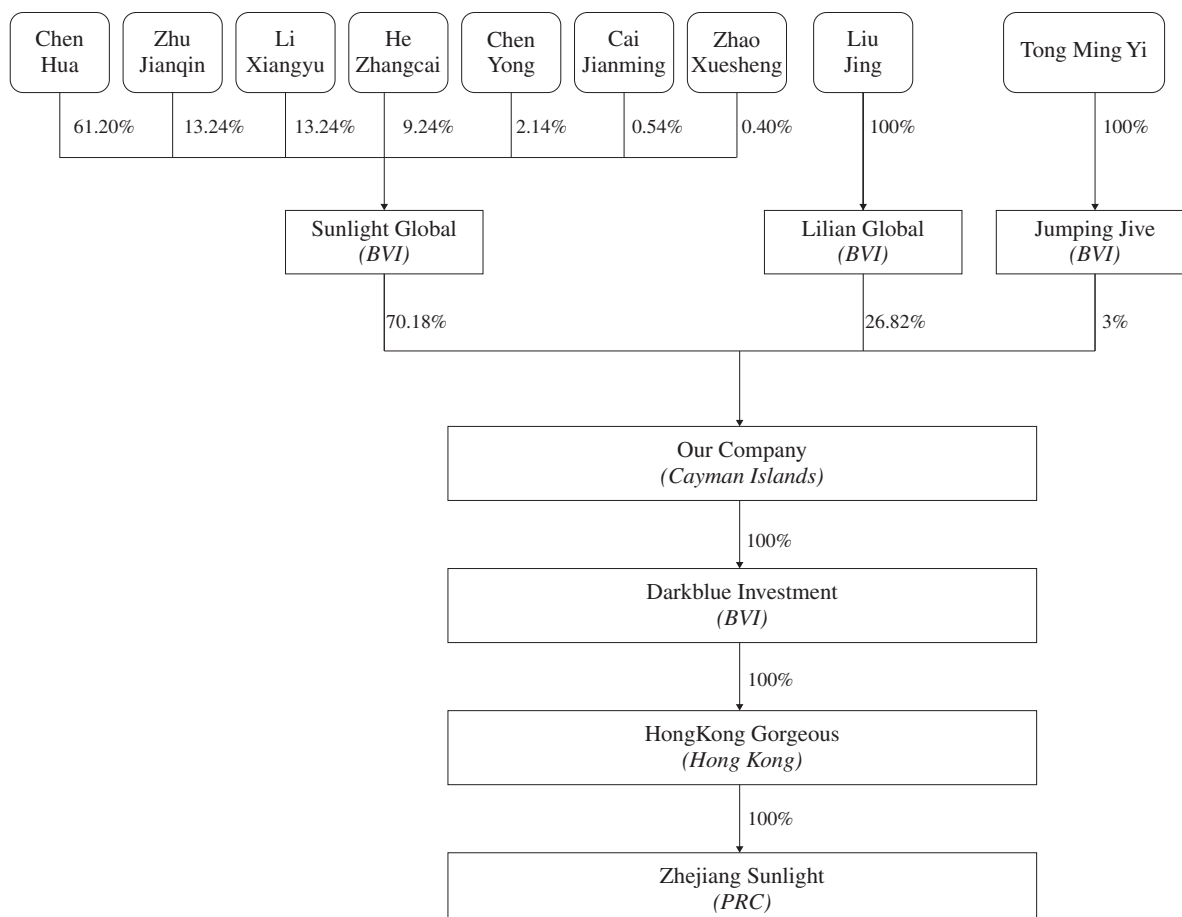 Chen
Hua
Zhu
Jianqin
Li
Xiangyu
He
Zhangcai
Chen
Yong
Cai
Jianming
Zhao
Xuesheng
Liu
Jing
Tong Ming Yi
61.20%
13.24%
13.24%
9.24%
2.14%
0.54%
0.40%
100%
100%
Sunlight Global
(BVI)
Lilian Global
(BVI)
Jumping Jive
(BVI)
70.18%
26.82%
3%
Our Company
(Cayman Islands)
100%
Darkblue Investment
(BVI)
100%
HongKong Gorgeous
(Hong Kong)
100%
Zhejiang Sunlight
(PRC)